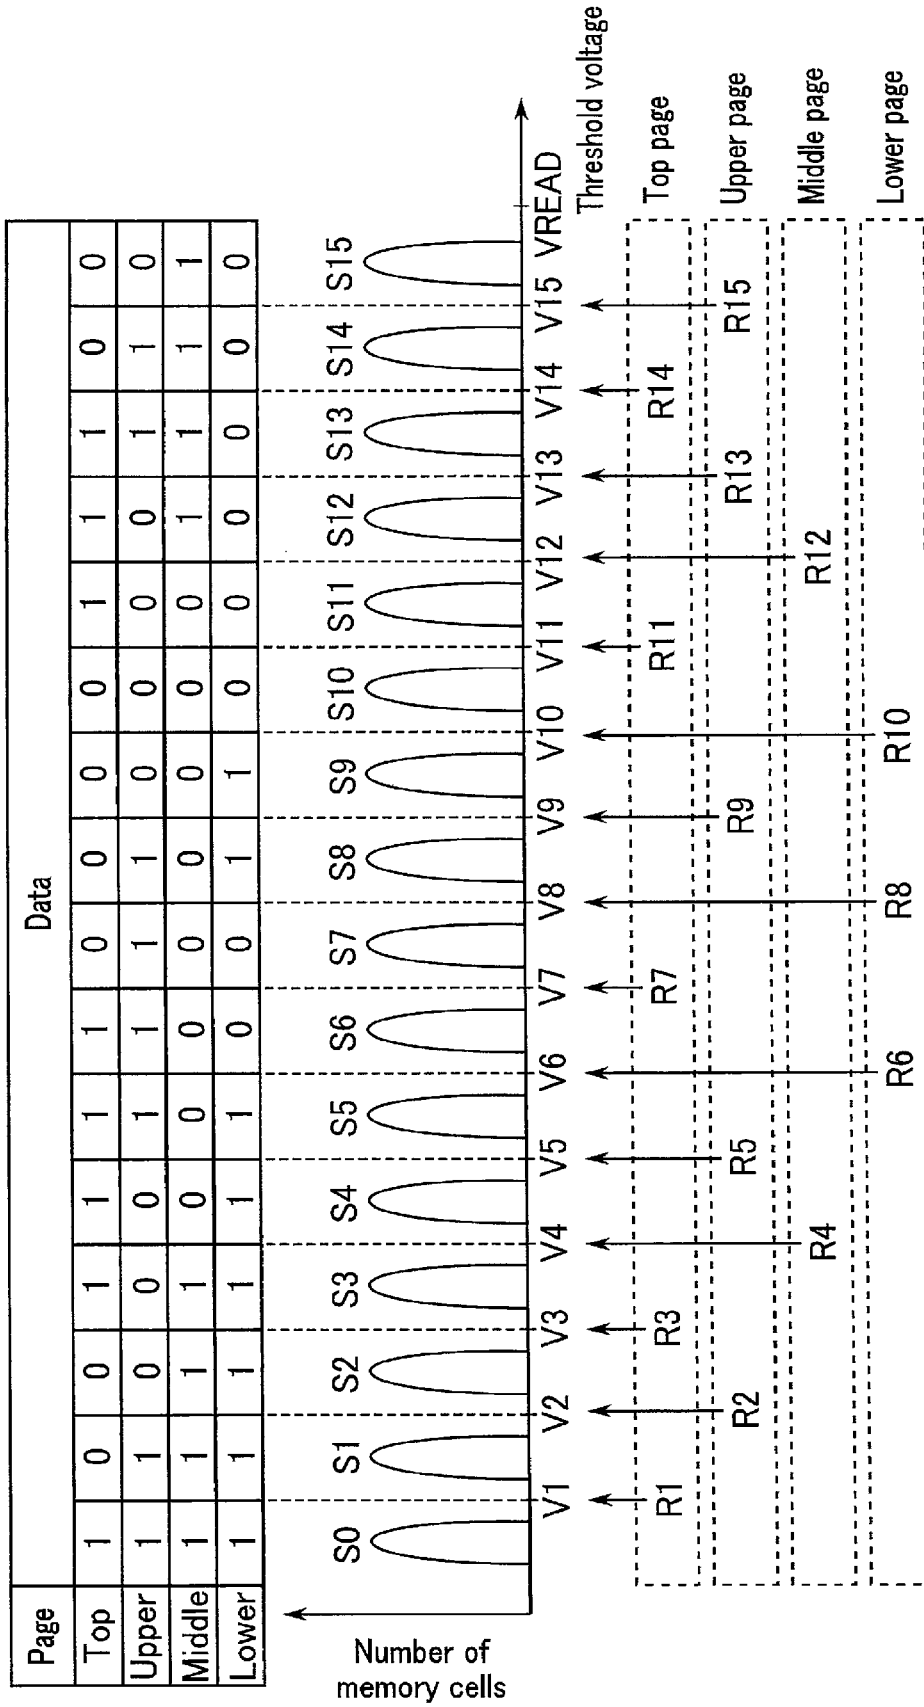 Page Data
Top 1 0 0 1 1 1 1 0 0 0 0 1 1 1 0 0
Upper 1 1 0 0 0 1 1 1 1 0 0 0 0 1 1 0
Middle 1 1 1 1 0 0 0 0 0 0 0 0 1 1 1 1
Lower 1 1 1 1 1 1 0 0 1 1 0 0 0 0 0 0
Number of
memory cells
S0 S1 S2 S3 S4 S5 S6 S7 S8 S9 S10 S11 S12 S13 S14 S15
V1 V2 V3 V4 V5 V6 V7 V8 V9 V10 V11 V12 V13 V14 V15 VREAD
Threshold voltage
R1 R3 R7 R11 R14 Top page
R2 R5 R9 R13 R15 Upper page
R4 R12 Middle page
R6 R8 R10 Lower page